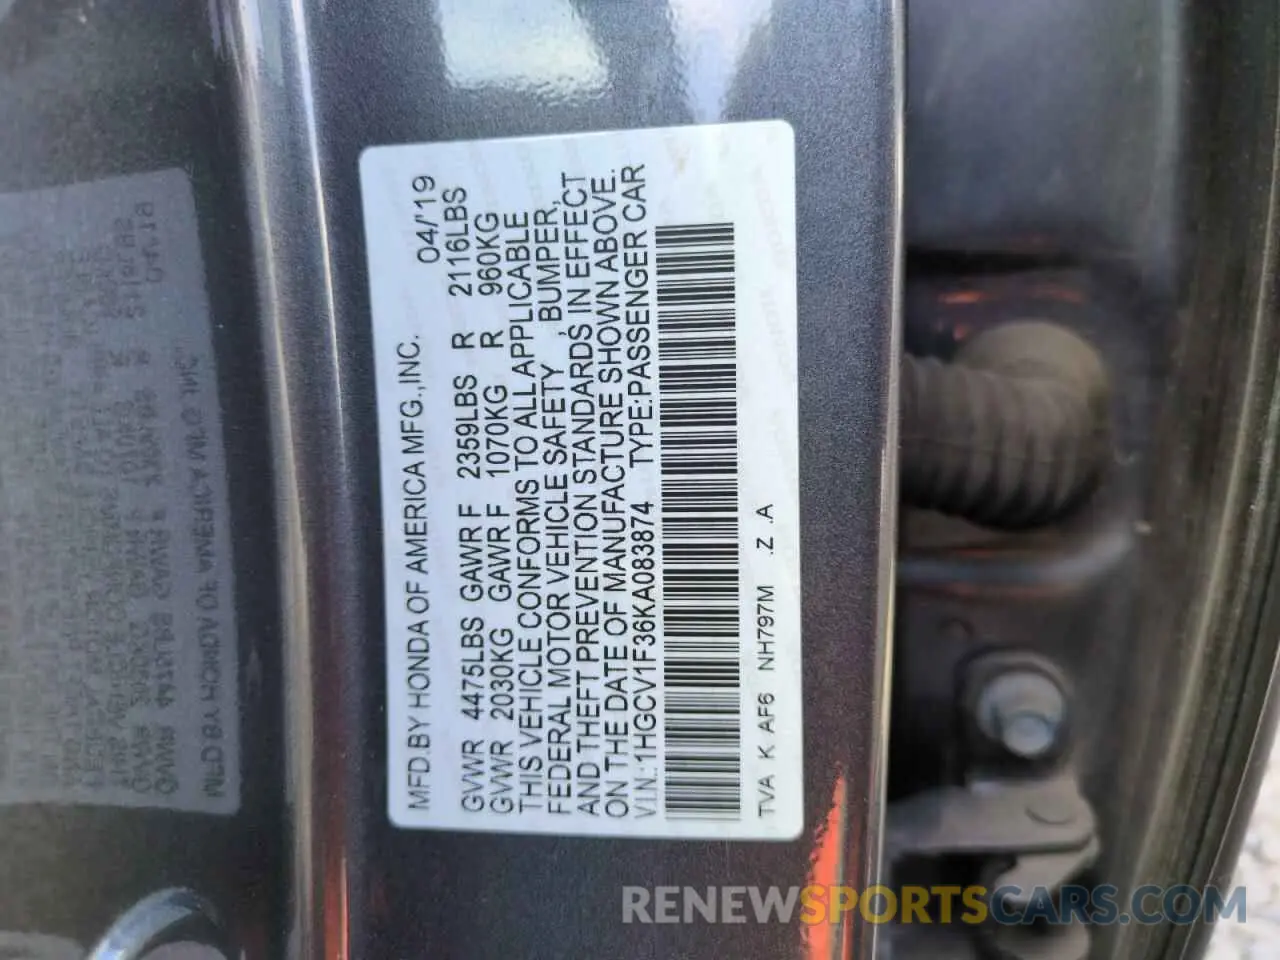 MFD.BY HONDA OF AMERICA MFG.,INC. 04/'19
GVWR 4475LBS GAWR F 2359LBS R 2116LBS
GVWR 2030KG GAWR F 1070KG R 960KG
THIS VEHICLE CONFORMS TO ALL APPLICABLE
FEDERAL MOTOR VEHICLE SAFETY , BUMPER,
AND THEFT PREVENTION STANDARDS IN EFFECT
ON THE DATE OF MANUFACTURE SHOWN ABOVE.
V.I.N.:1HGCV1F36KA083874 TYPE:PASSENGER CAR
TVA K AF6 NH797M .Z .A
RENEWSPORTSCARS.COM